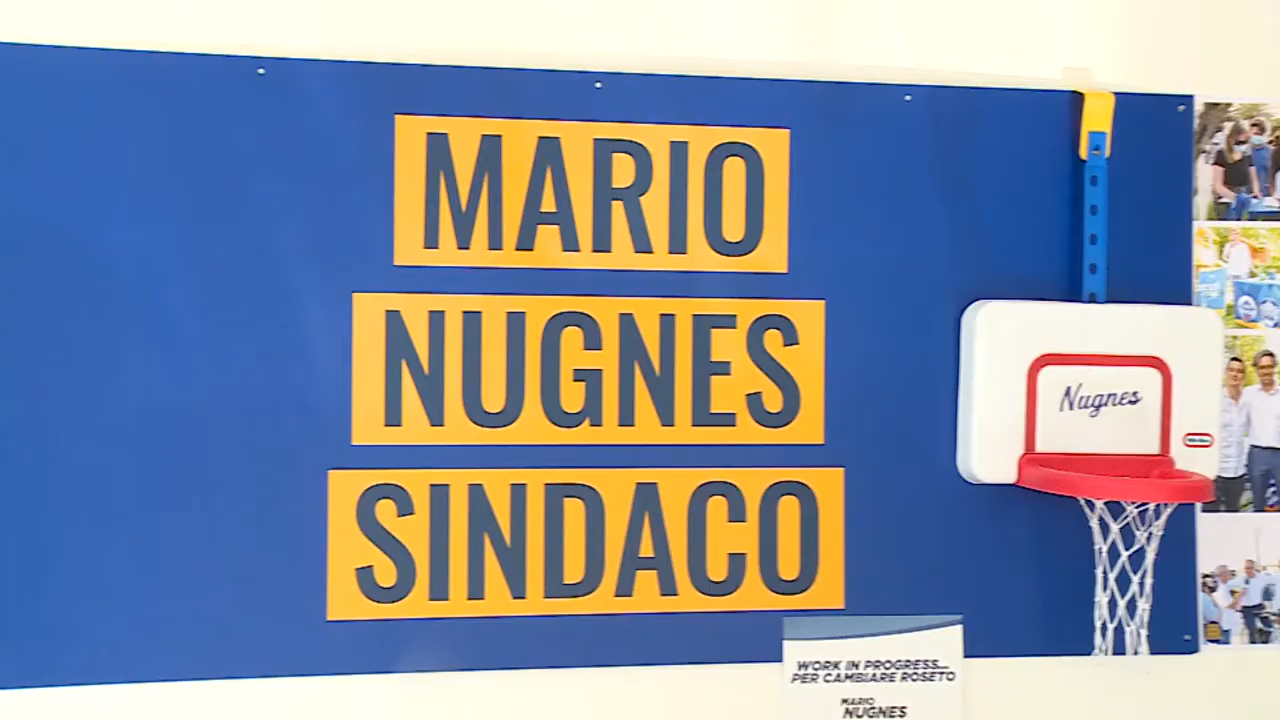 MARIO
NUGNES
SINDACO
Nugnes
WORK IN PROGRESS...
PER CAMBIARE ROSETO
MARIO
NUGNES